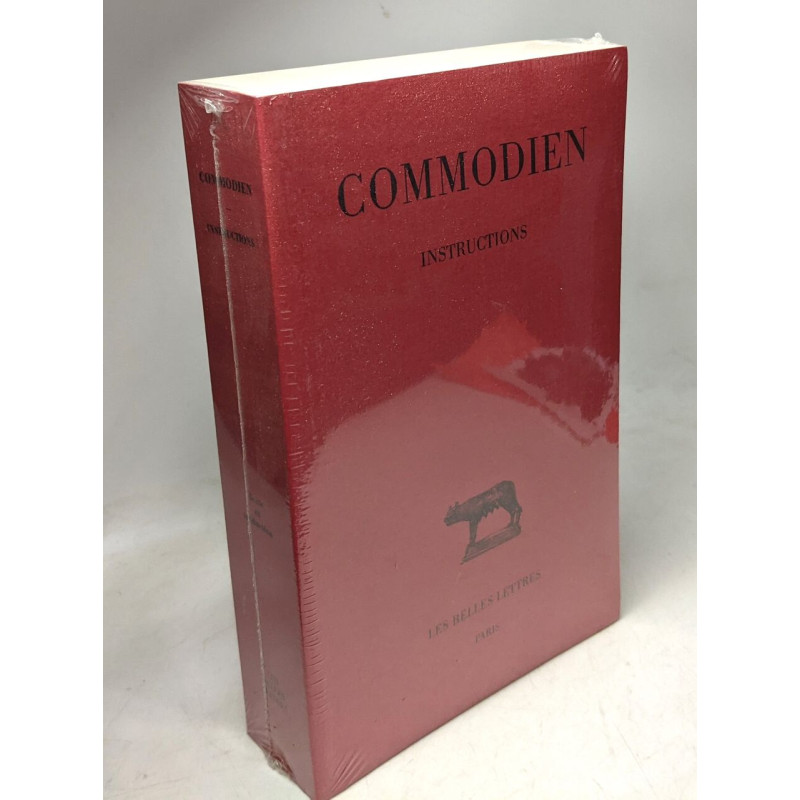 COMMODIEN
INSTRUCTIONS
LES BELLES LETTRES
PARIS
COMMODIEN
INSTRUCTIONS